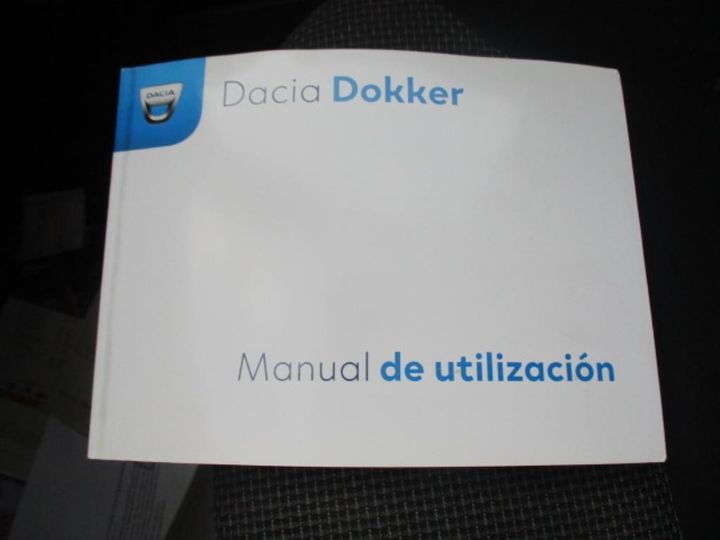 DACIA
Dacia Dokker
Manual de utilización